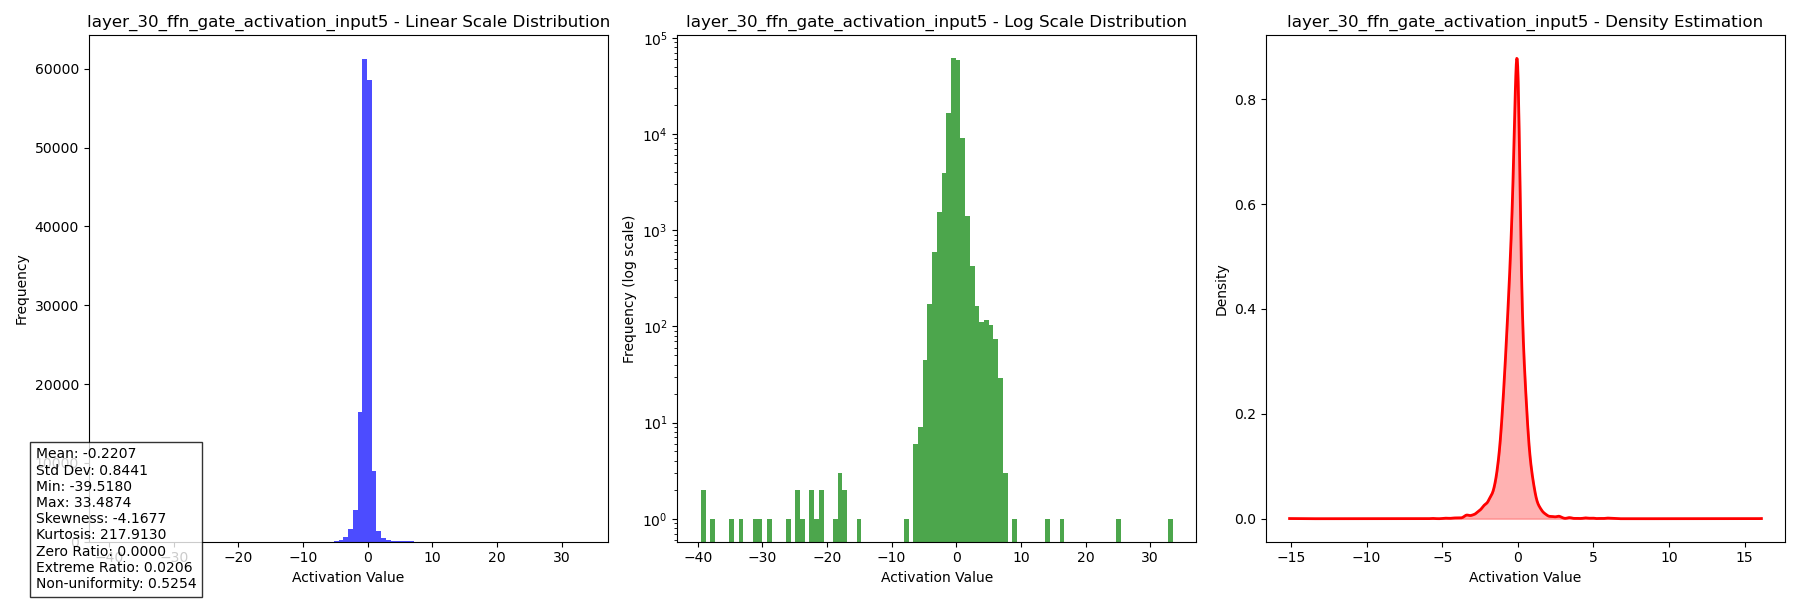 layer_30_ffn_gate_activation_input5 - Linear Scale Distribution
Frequency
60000
50000
40000
30000
20000
10000
0
−40
−30
−20
−10
0
10
20
30
Activation Value
Mean: -0.2207
Std Dev: 0.8441
Min: -39.5180
Max: 33.4874
Skewness: -4.1677
Kurtosis: 217.9130
Zero Ratio: 0.0000
Extreme Ratio: 0.0206
Non-uniformity: 0.5254
layer_30_ffn_gate_activation_input5 - Log Scale Distribution
Frequency (log scale)
10⁵
10⁴
10³
10²
10¹
10⁰
−40
−30
−20
−10
0
10
20
30
Activation Value
layer_30_ffn_gate_activation_input5 - Density Estimation
Density
0.8
0.6
0.4
0.2
0.0
−15
−10
−5
0
5
10
15
Activation Value